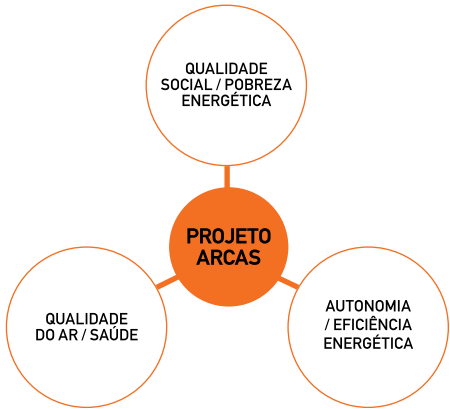 QUALIDADE
SOCIAL / POBREZA
ENERGÉTICA
PROJETO
ARCAS
QUALIDADE
DO AR / SAÚDE
AUTONOMIA
/ EFICIÊNCIA
ENERGÉTICA